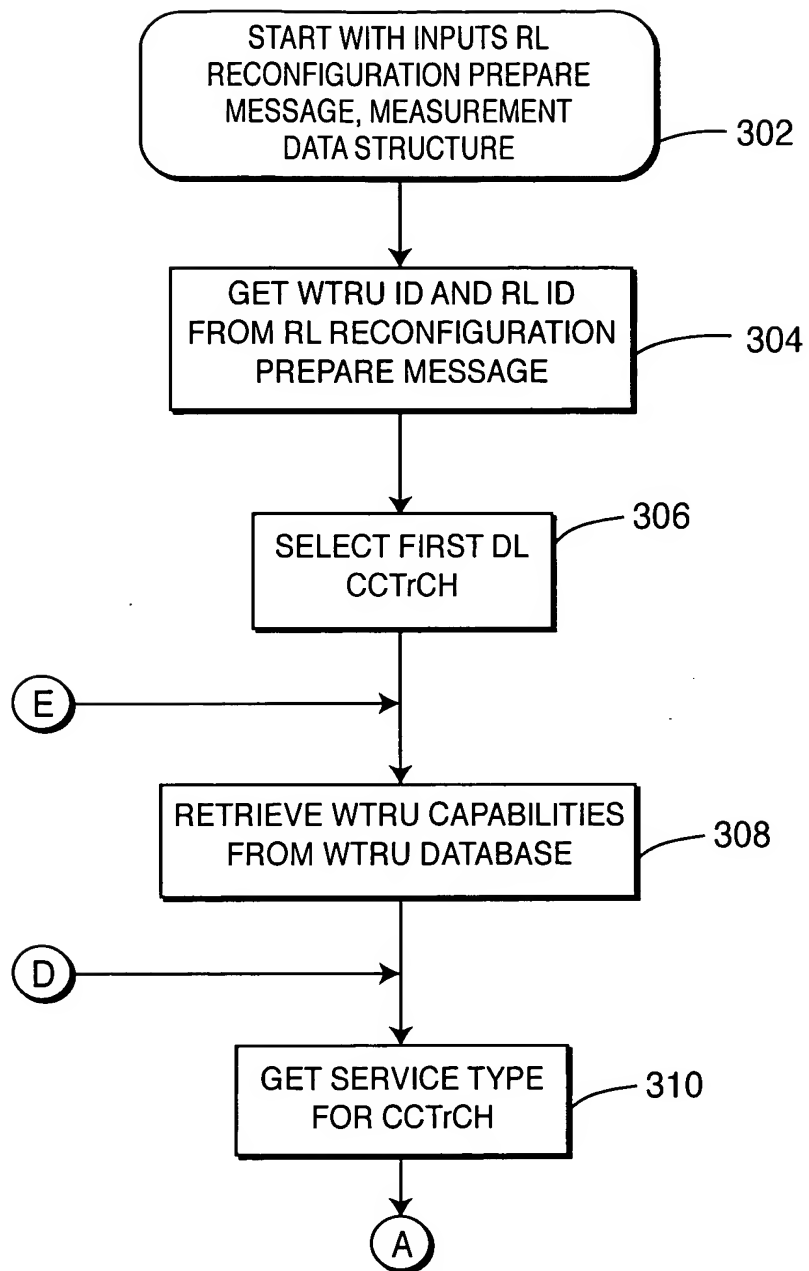 START WITH INPUTS RL
RECONFIGURATION PREPARE
MESSAGE, MEASUREMENT
DATA STRUCTURE
302
GET WTRU ID AND RL ID
FROM RL RECONFIGURATION
PREPARE MESSAGE
304
306
SELECT FIRST DL
CCTrCH
E
RETRIEVE WTRU CAPABILITIES
FROM WTRU DATABASE
308
D
GET SERVICE TYPE
FOR CCTrCH
310
A